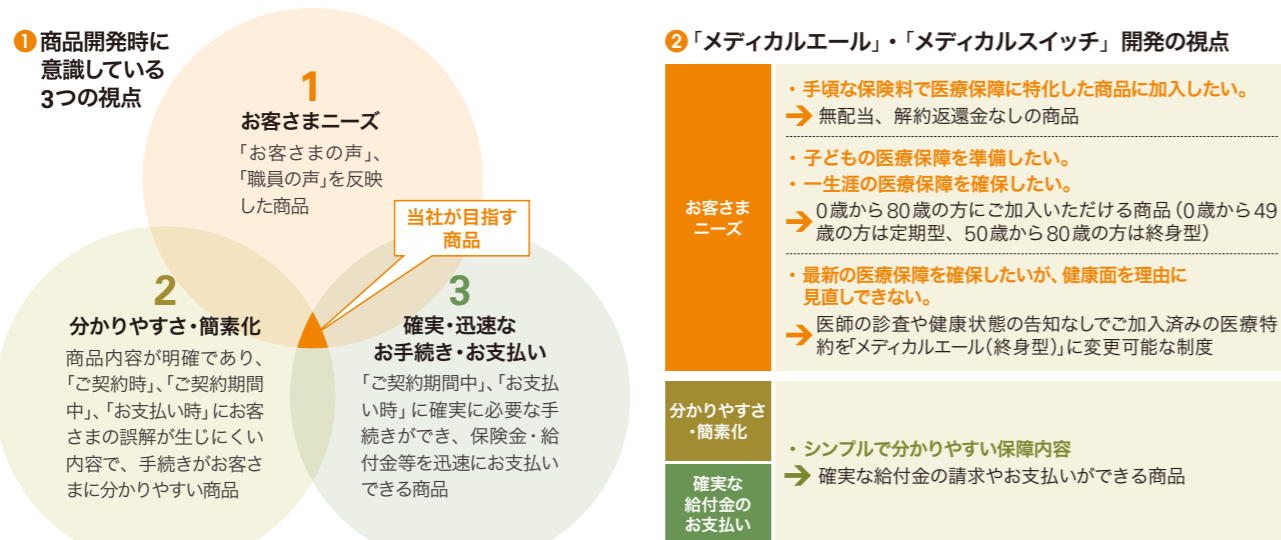 ❶商品開発時に
意識している
3つの視点
1
お客さまニーズ
「お客さまの声」、
「職員の声」を反映
した商品
当社が目指す
商品
2
分かりやすさ・簡素化
商品内容が明確であり、
「ご契約時」、「ご契約期間
中」、「お支払い時」にお客
さまの誤解が生じにくい
内容で、手続きがお客さ
まに分かりやすい商品
3
確実・迅速な
お手続き・お支払い
「ご契約期間中」、「お支払
い時」に確実に必要な手
続きができ、保険金・給
付金等を迅速にお支払い
できる商品
❷「メディカルエール」・「メディカルスイッチ」開発の視点
お客さま
ニーズ
・手頃な保険料で医療保障に特化した商品に加入したい。
→ 無配当、解約返還金なしの商品
・子どもの医療保障を準備したい。
・一生涯の医療保障を確保したい。
→ 0歳から80歳の方にご加入いただける商品（0歳から49
歳の方は定期型、50歳から80歳の方は終身型）
・最新の医療保障を確保したいが、健康面を理由に
見直しできない。
→ 医師の診査や健康状態の告知なしでご加入済みの医療特
約を「メディカルエール（終身型）」に変更可能な制度
分かりやすさ
・簡素化
確実な
給付金の
お支払い
・シンプルで分かりやすい保障内容
→ 確実な給付金の請求やお支払いができる商品